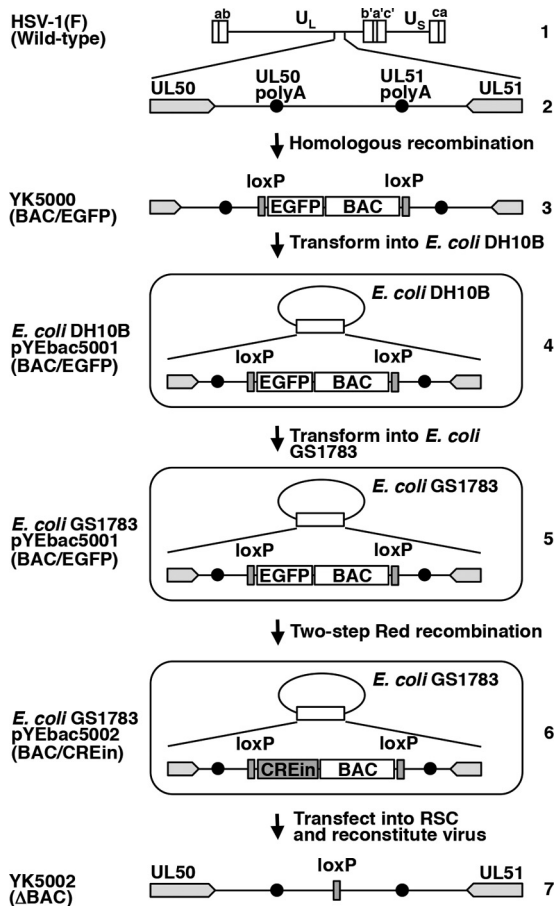 HSV-1(F)
(Wild-type)
ab
UL
b'a'c'
US
ca
1
UL50
UL50
polyA
UL51
polyA
UL51
2
Homologous recombination
YK5000
(BAC/EGFP)
loxP
loxP
EGFP
BAC
3
Transform into E. coli DH10B
E. coli DH10B
E. coli DH10B
pYEbac5001
(BAC/EGFP)
loxP
loxP
EGFP
BAC
4
Transform into E. coli
GS1783
E. coli GS1783
E. coli GS1783
pYEbac5001
(BAC/EGFP)
loxP
loxP
EGFP
BAC
5
Two-step Red recombination
E. coli GS1783
E. coli GS1783
pYEbac5002
(BAC/CREin)
loxP
loxP
CREin
BAC
6
Transfect into RSC
and reconstitute virus
YK5002
(ΔBAC)
UL50
loxP
UL51
7